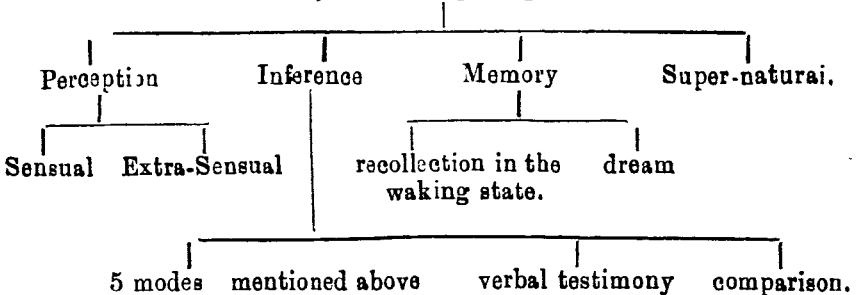 Perception Inference Memory Super-natural.
Sensual Extra-Sensual recollection in the dream
waking state.
5 modes mentioned above verbal testimony comparison.